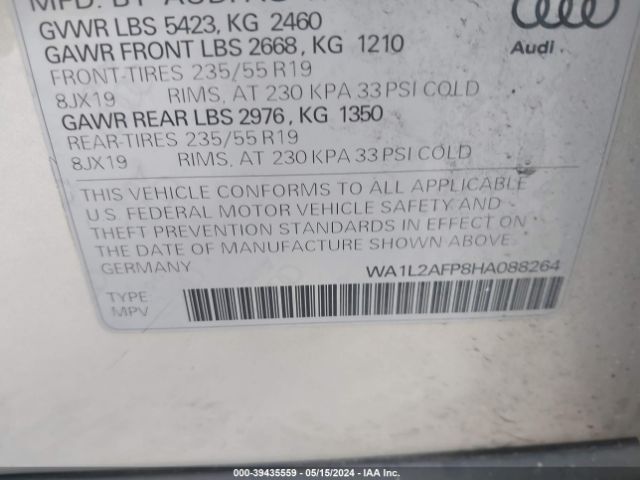 GVWR LBS 5423, KG 2460
GAWR FRONT LBS 2668, KG 1210
FRONT-TIRES 235/55 R19
8JX19 RIMS, AT 230 KPA 33 PSI COLD
GAWR REAR LBS 2976, KG 1350
REAR-TIRES 235/55 R19
8JX19 RIMS, AT 230 KPA 33 PSI COLD
Audi
THIS VEHICLE CONFORMS TO ALL APPLICABLE
U.S. FEDERAL MOTOR VEHICLE SAFETY AND
THEFT PREVENTION STANDARDS IN EFFECT ON
THE DATE OF MANUFACTURE SHOWN ABOVE.
GERMANY WA1L2AFP8HA088264
TYPE
MPV
000-39435559 - 05/15/2024 - IAA Inc.